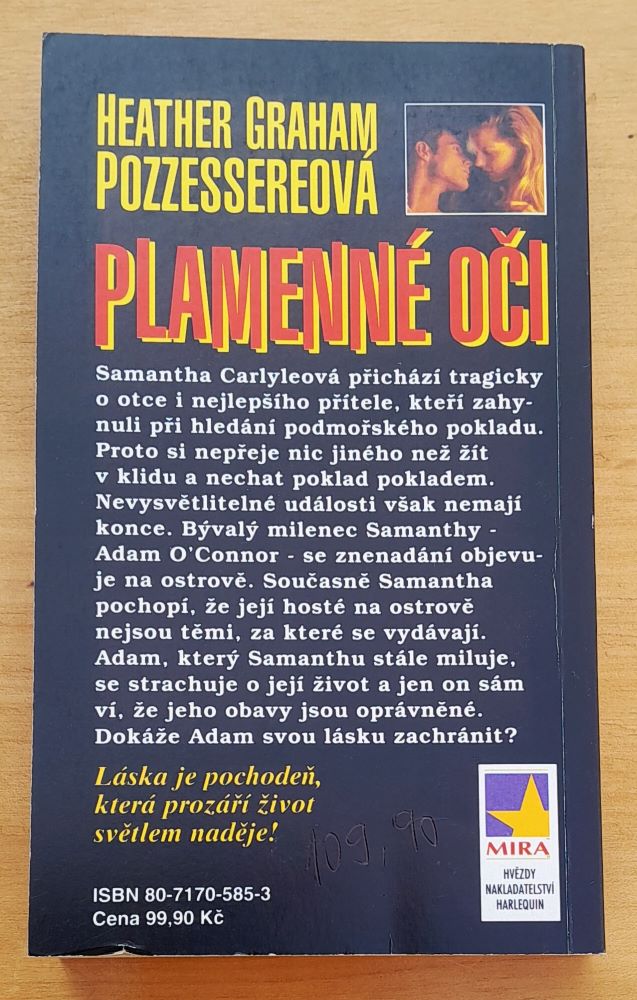 HEATHER GRAHAM
POZZESSEREOVÁ
PLAMENNÉ OČI
Samantha Carlyleová přichází tragicky
o otce i nejlepšího přítele, kteří zahy-
nuli při hledání podmořského pokladu.
Proto si nepřeje nic jiného než žít
v klidu a nechat poklad pokladem.
Nevysvětlitelné události však nemají
konce. Bývalý milenec Samanthy -
Adam O'Connor - se znenadání objevu-
je na ostrově. Současně Samantha
pochopí, že její hosté na ostrově
nejsou těmi, za které se vydávají.
Adam, který Samanthu stále miluje,
se strachuje o její život a jen on sám
ví, že jeho obavy jsou oprávněné.
Dokáže Adam svou lásku zachránit?
Láska je pochodeň,
která prozáří život
světlem naděje!
109,90
ISBN 80-7170-585-3
Cena 99,90 Kč
MIRA
HVĚZDY
NAKLADATELSTVÍ
HARLEQUIN